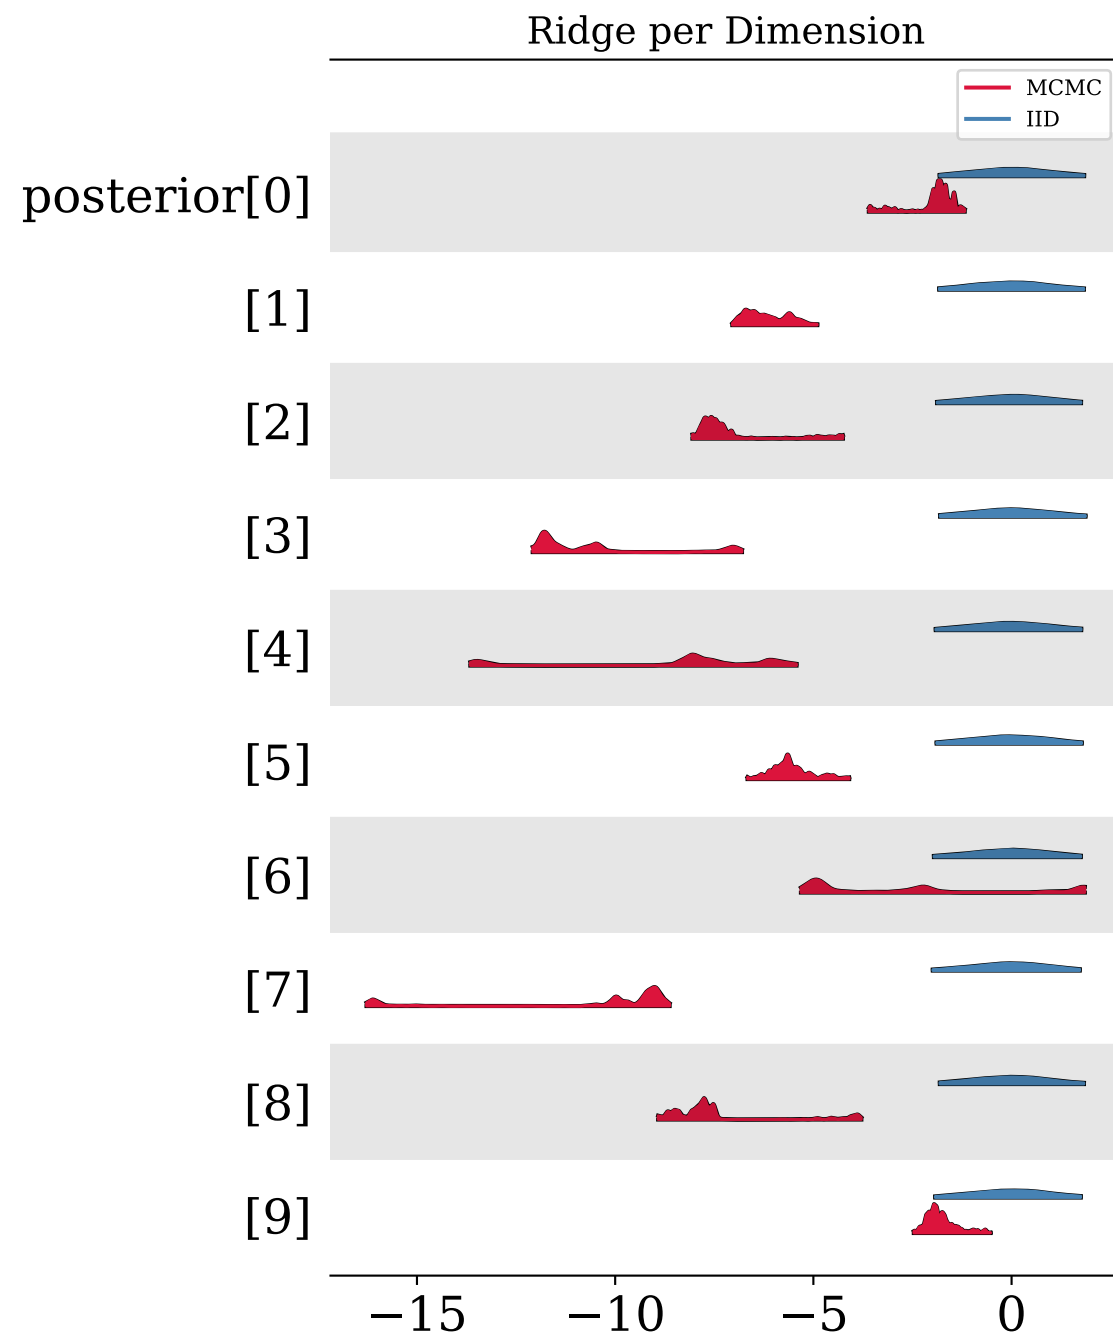 Ridge per Dimension
MCMC
IID
posterior[0]
[1]
[2]
[3]
[4]
[5]
[6]
[7]
[8]
[9]
−15 −10 −5 0